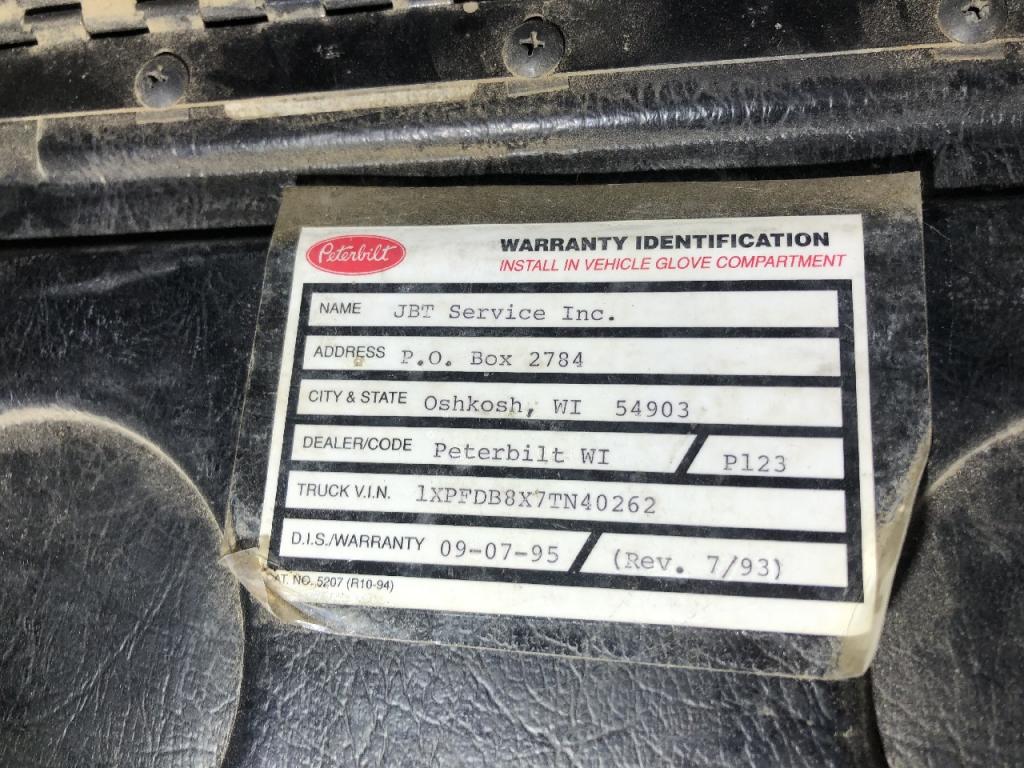 Peterbilt
WARRANTY IDENTIFICATION
INSTALL IN VEHICLE GLOVE COMPARTMENT
NAME JBT Service Inc.
ADDRESS P.O. Box 2784
CITY & STATE Oshkosh, WI 54903
DEALER/CODE Peterbilt WI / P123
TRUCK V.I.N. 1XPFDB8X7TN40262
D.I.S./WARRANTY 09-07-95 / (Rev. 7/93)
CAT. NO. 5207 (R10-94)